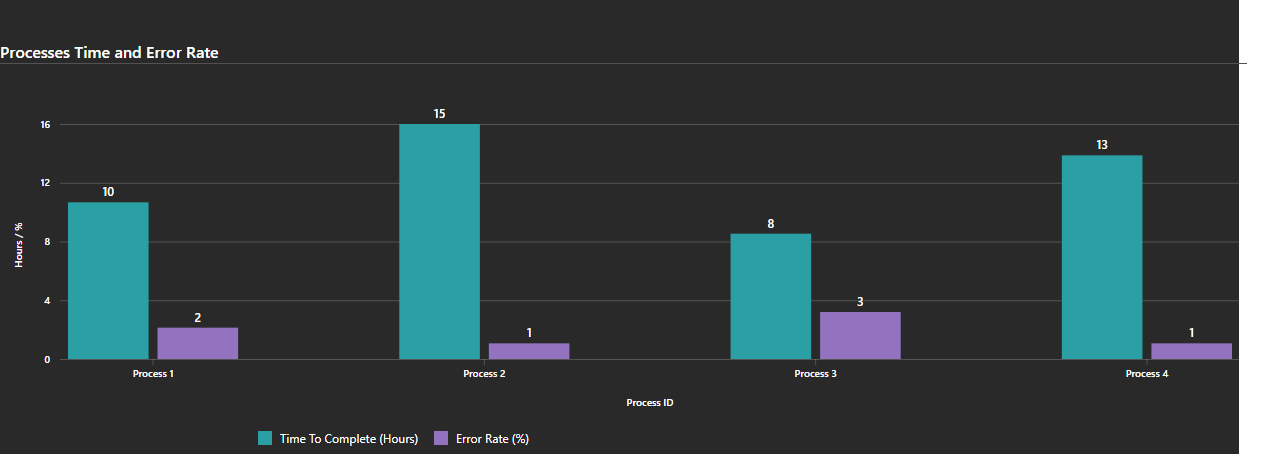 Processes Time and Error Rate
15
16
13
10
12
8
Hours / %
8
3
4
2
1
1
0
Process 1 Process 2 Process 3 Process 4
Process ID
Time To Complete (Hours) Error Rate (%)